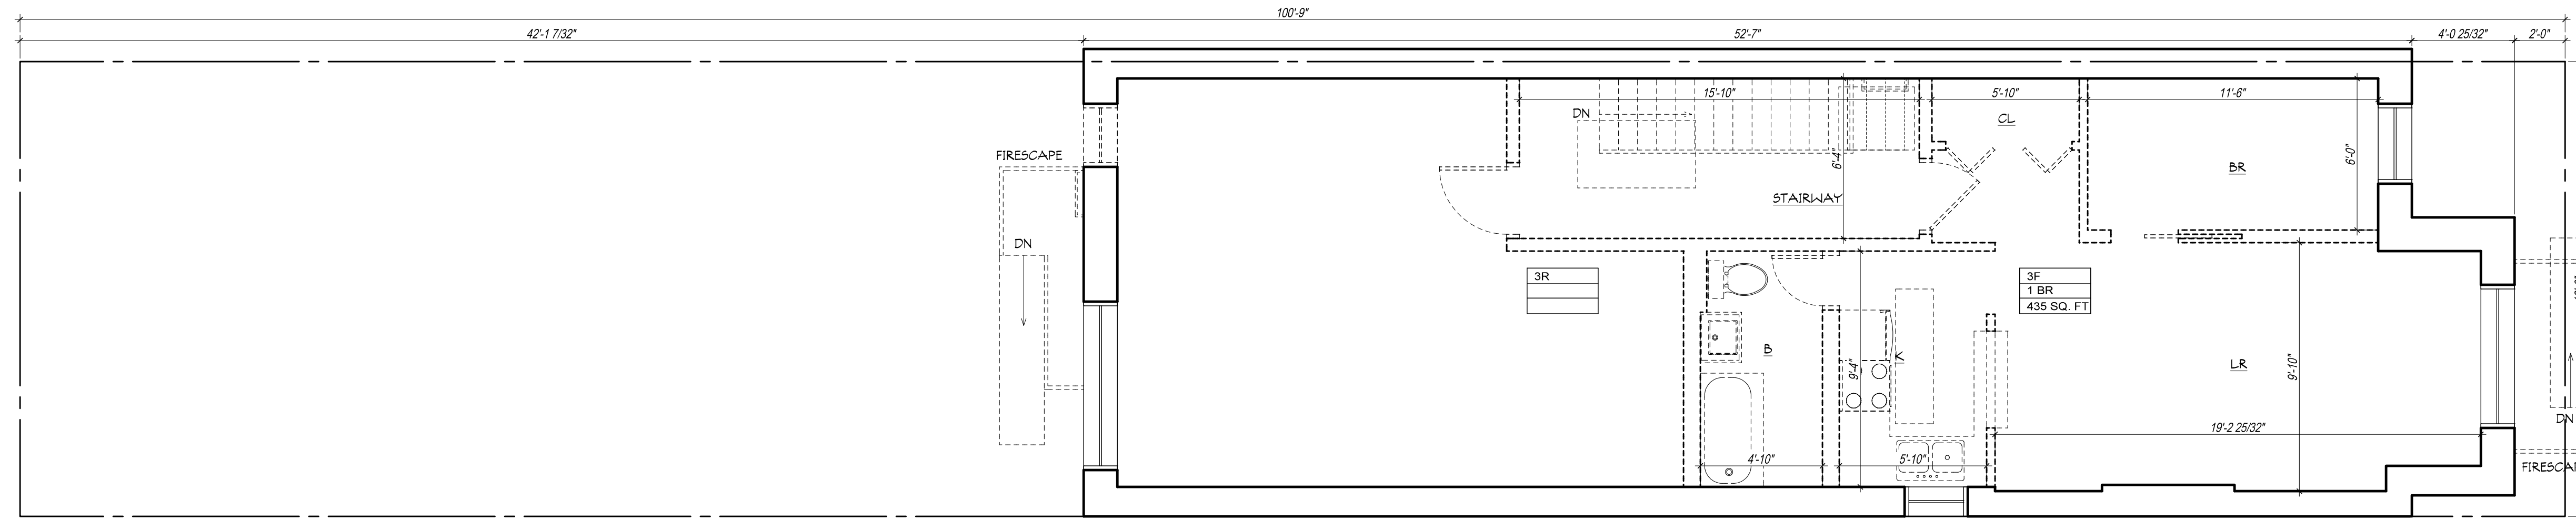 100'-9"
42'-1 7/32"
52'-7"
4'-0 25/32"
2'-0"
15'-10"
5'-10"
11'-6"
DN
CL
FIRESCAPE
6'-4
6'-0"
BR
STAIRWAY
DN
3R
3F
1 BR
435 SQ. FT
B
K
9'-4"
9'-10"
LR
DN
19'-2 25/32"
4'-10"
5'-10"